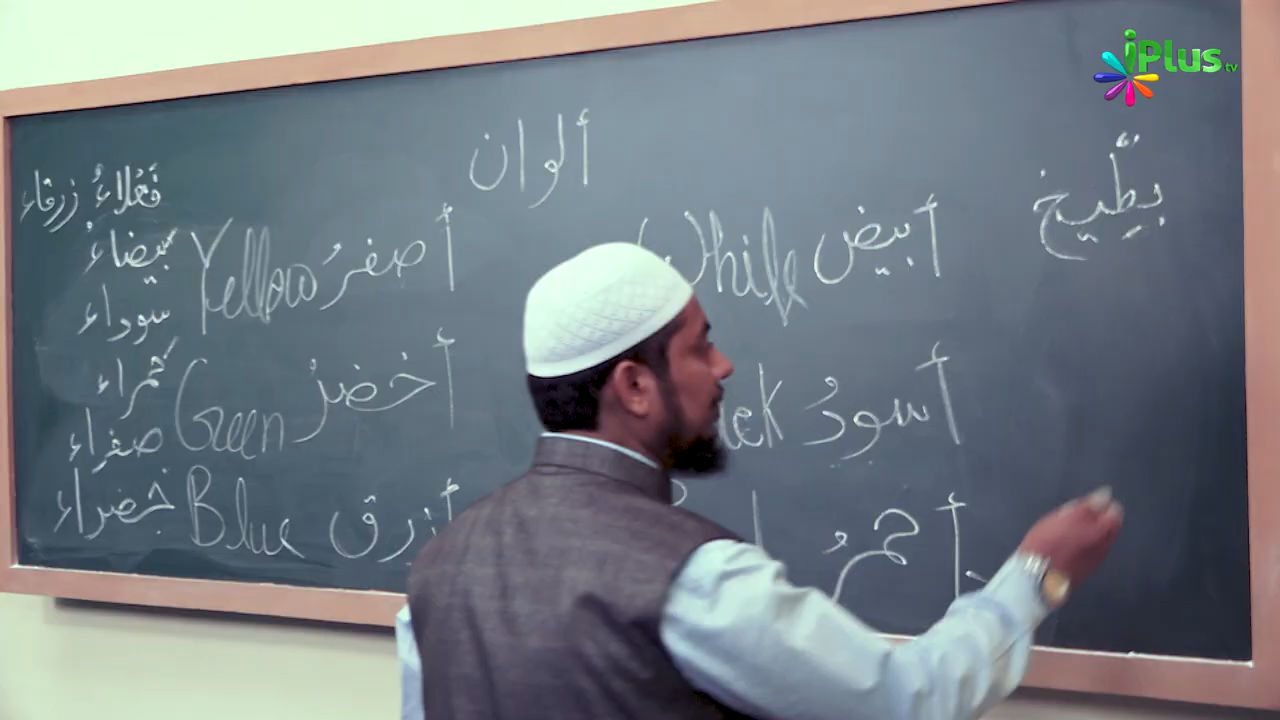 iPlus tv
ألوان
بطِّيخ
أبيض White أصفرُ Yellow
أسودُ أخضرُ Green
أحمرُ أزرق Blue
فَعْلاءُ زرقاء
بيضاءُ
سوداء
حمراء
صفراء
خضراء